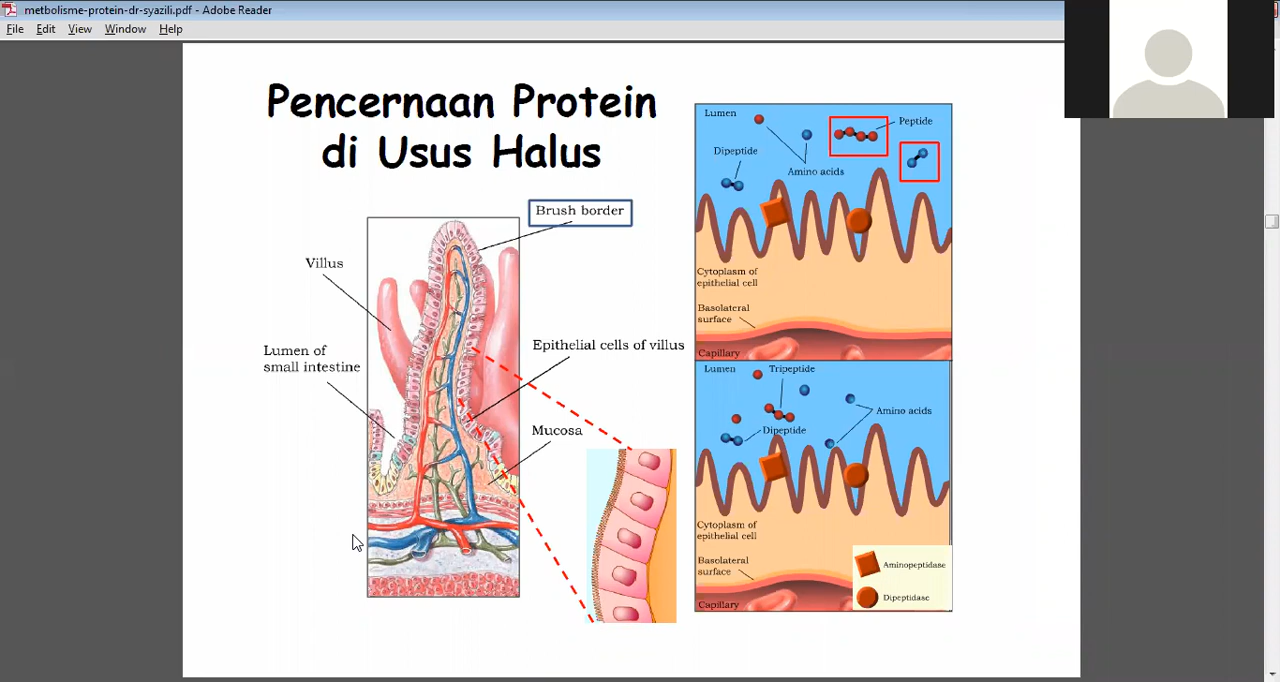 metbolisme-protein-dr-syazili.pdf - Adobe Reader
File Edit View Window Help
Pencernaan Protein
di Usus Halus
Brush border
Villus
Lumen of
small intestine
Epithelial cells of villus
Mucosa
Lumen
Peptide
Dipeptide
Amino acids
Cytoplasm of
epithelial cell
Basolateral
surface
Capillary
Lumen
Tripeptide
Amino acids
Dipeptide
Cytoplasm of
epithelial cell
Basolateral
surface
Capillary
Aminopeptidase
Dipeptidase